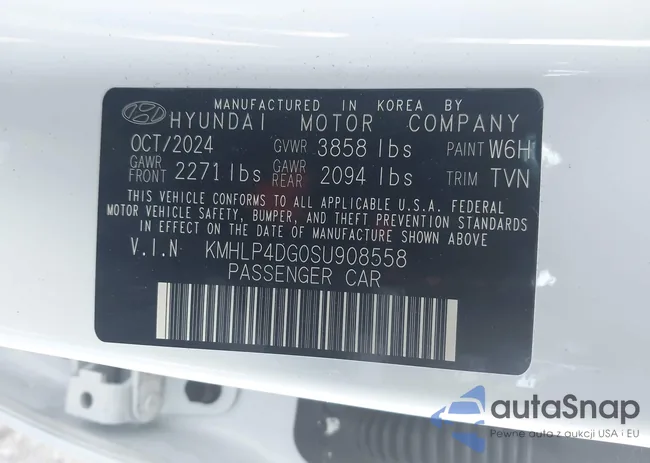 MANUFACTURED IN KOREA BY
HYUNDAI MOTOR COMPANY
OCT/2024 GVWR 3858 lbs PAINT W6H
GAWR FRONT 2271 lbs GAWR REAR 2094 lbs TRIM TVN
THIS VEHICLE CONFORMS TO ALL APPLICABLE U.S.A. FEDERAL
MOTOR VEHICLE SAFETY, BUMPER, AND THEFT PREVENTION STANDARDS
IN EFFECT ON THE DATE OF MANUFACTURE SHOWN ABOVE
V.I.N KMHLP4DG0SU908558
PASSENGER CAR
autaSnap
Pewne auta z aukcji USA i EU